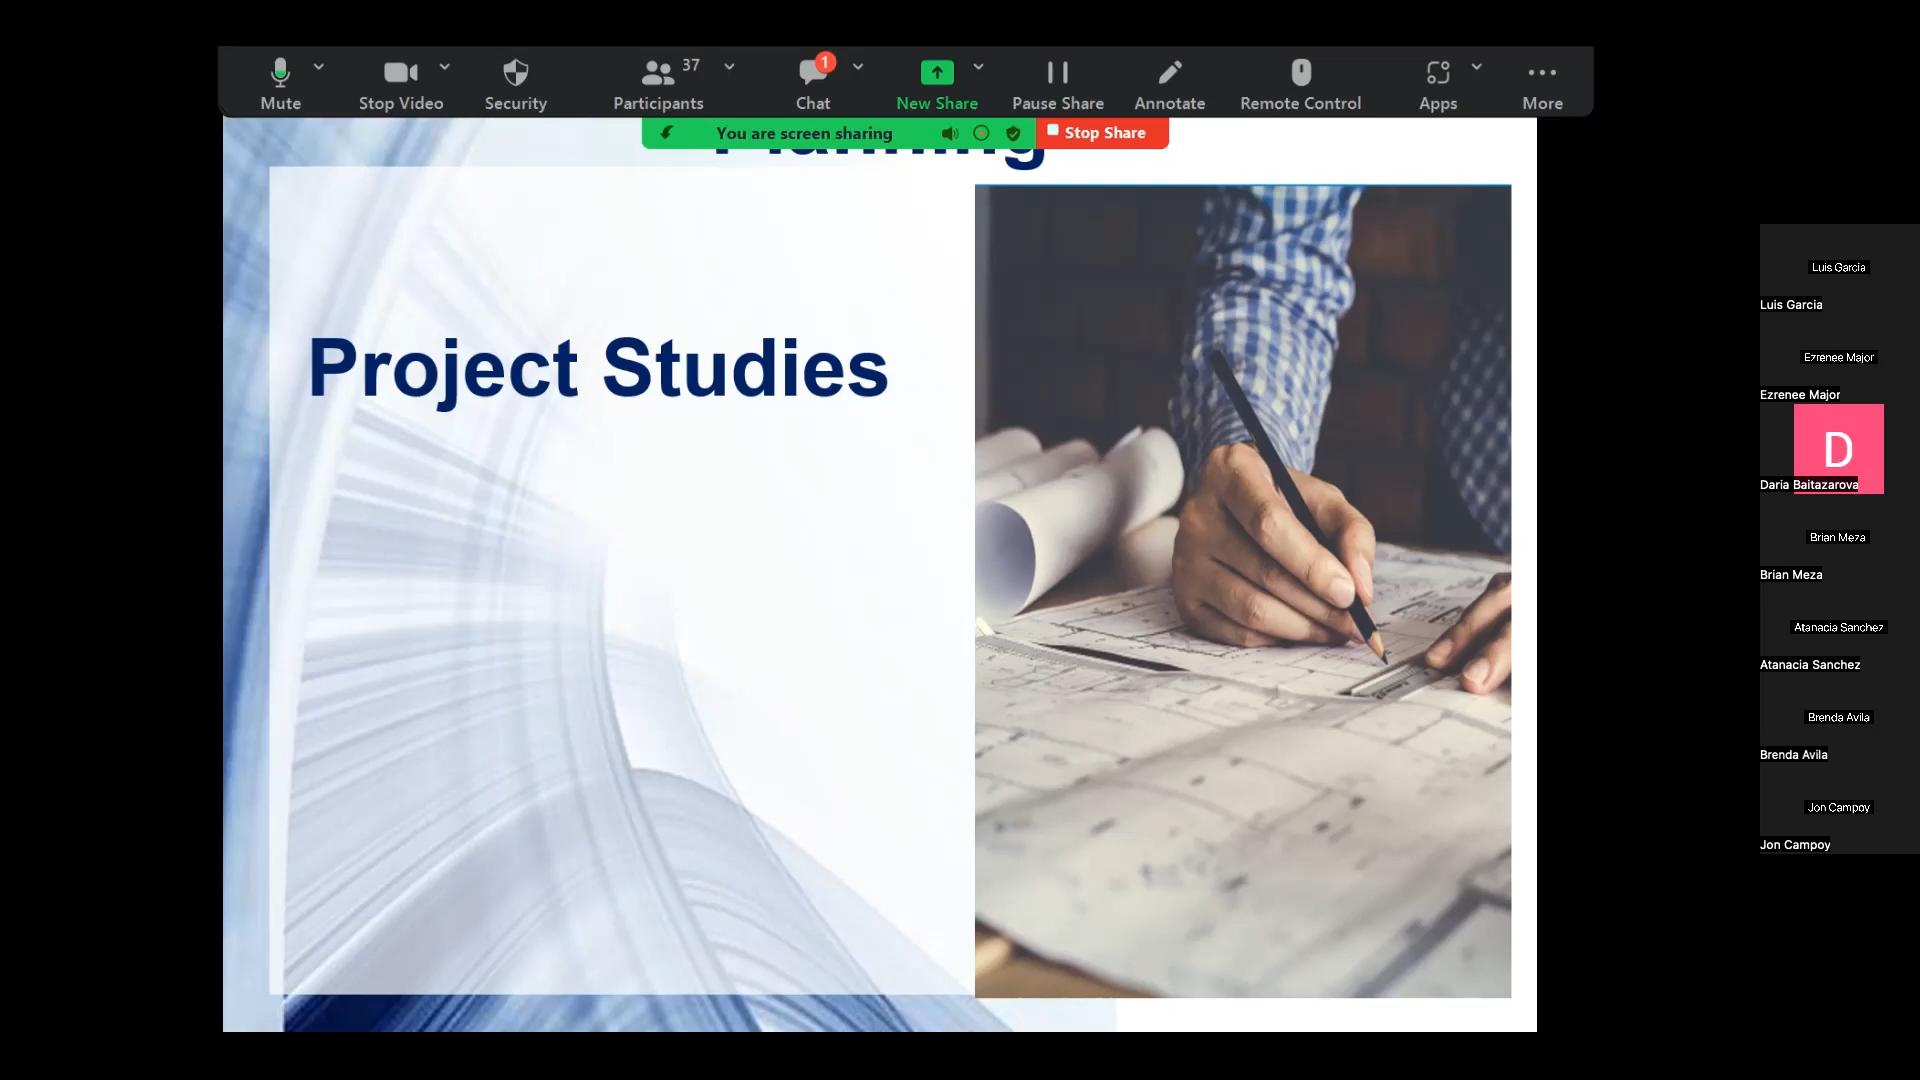 37
1
Mute
Stop Video
Security
Participants
Chat
New Share
Pause Share
Annotate
Remote Control
Apps
More
You are screen sharing
Stop Share
Planning
Project Studies
Luis Garcia
Luis Garcia
Ezrenee Major
Ezrenee Major
D
Daria Baitazarova
Brian Meza
Brian Meza
Atanacia Sanchez
Atanacia Sanchez
Brenda Avila
Brenda Avila
Jon Campoy
Jon Campoy